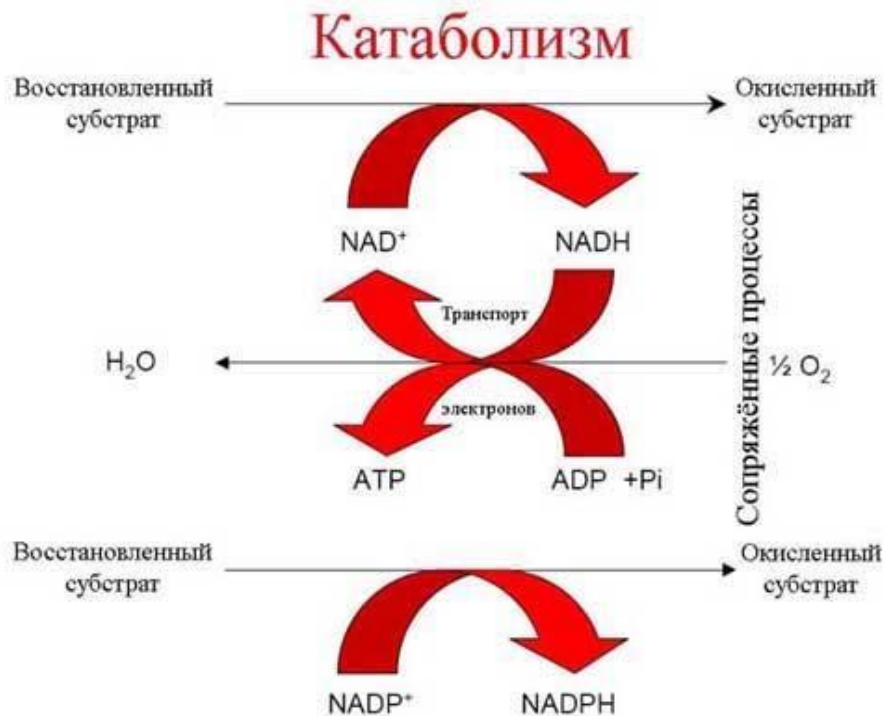 Катаболизм
Восстановленный
субстрат
Окисленный
субстрат
NAD⁺
NADH
Транспорт
H₂O
½ O₂
электронов
ATP
ADP +Pi
Сопряжённые процессы
Восстановленный
субстрат
Окисленный
субстрат
NADP⁺
NADPH